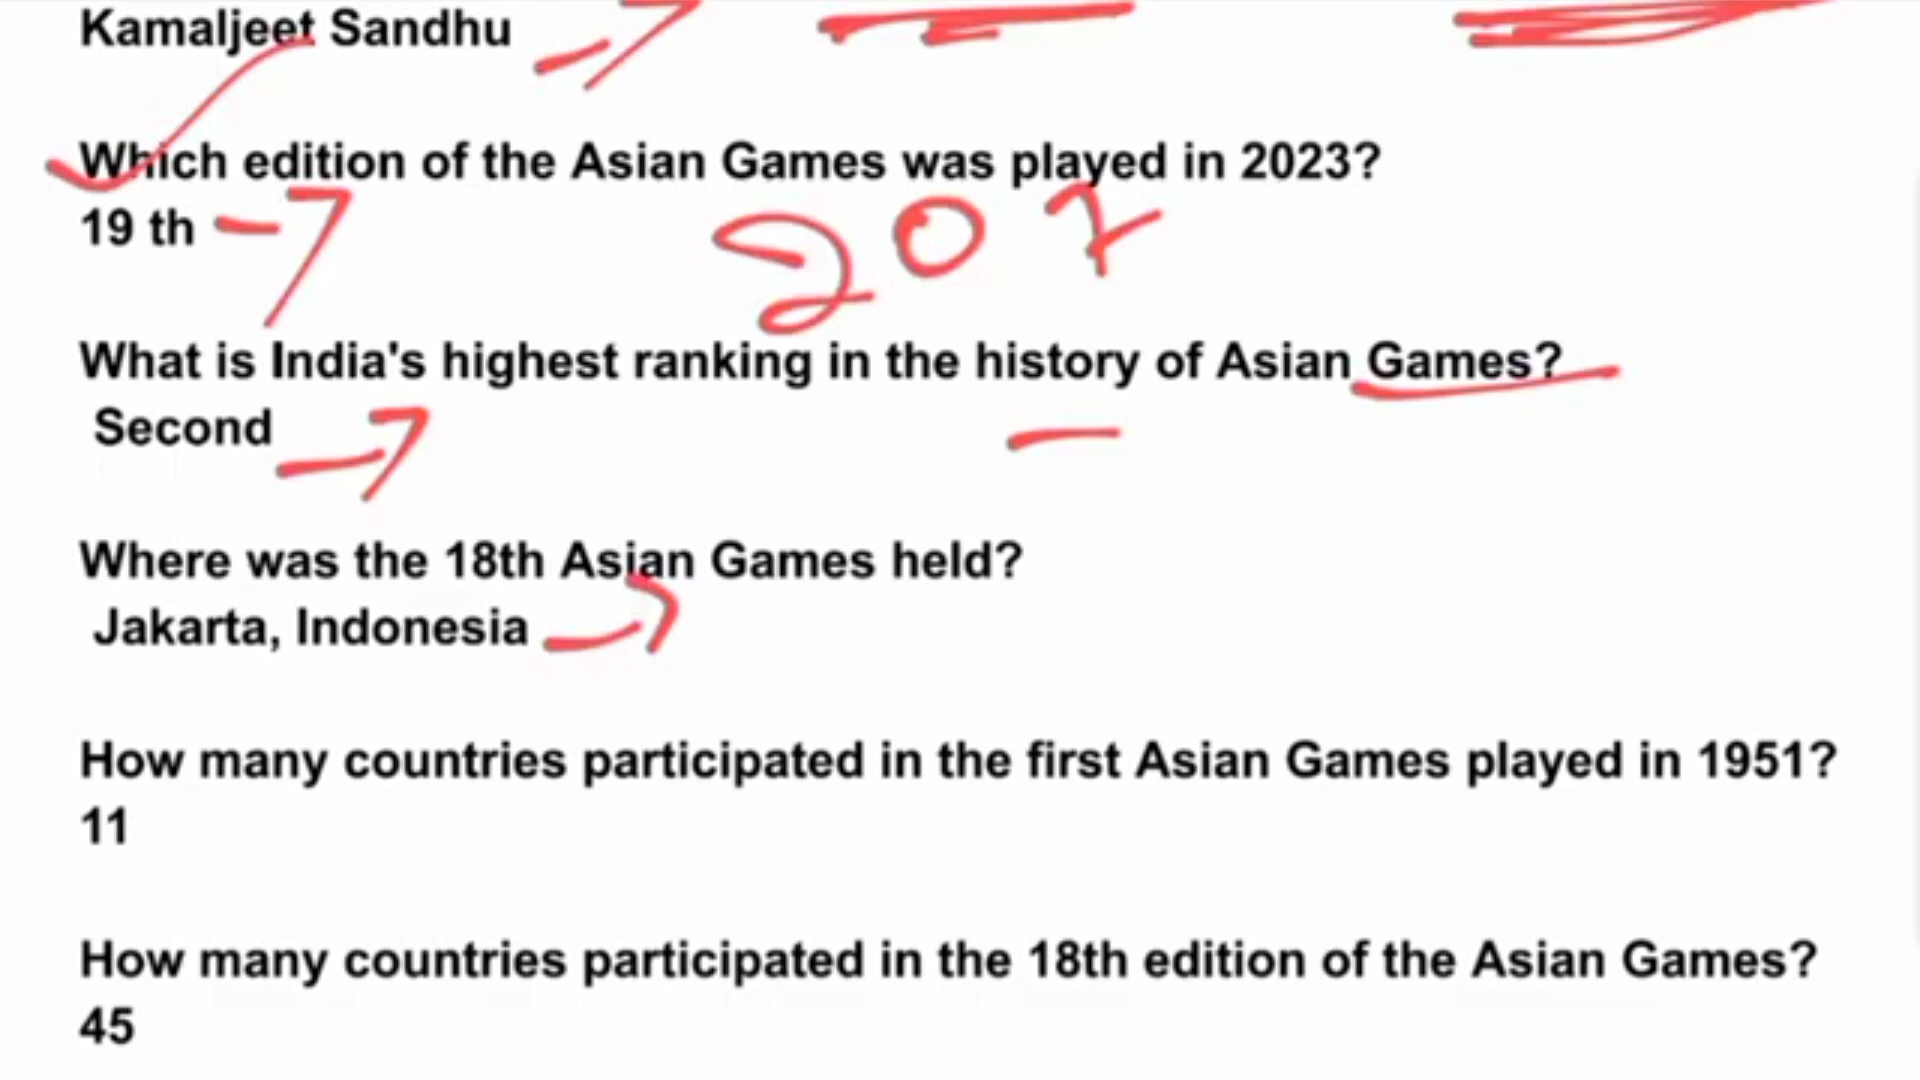 Kamaljeet Sandhu
Which edition of the Asian Games was played in 2023?
19 th
What is India's highest ranking in the history of Asian Games?
Second
Where was the 18th Asian Games held?
Jakarta, Indonesia
How many countries participated in the first Asian Games played in 1951?
11
How many countries participated in the 18th edition of the Asian Games?
45